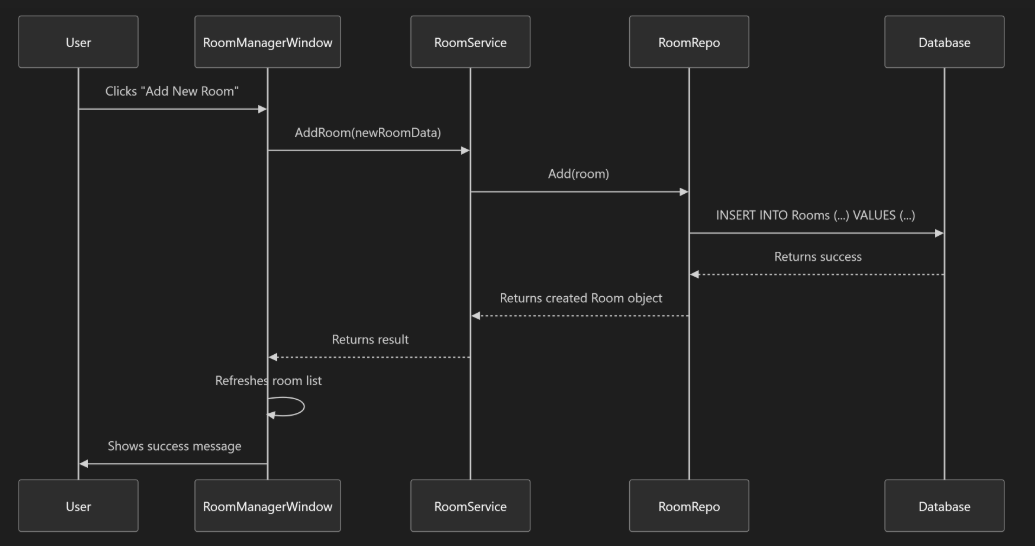 User
RoomManagerWindow
RoomService
RoomRepo
Database
Clicks "Add New Room"
AddRoom(newRoomData)
Add(room)
INSERT INTO Rooms (...) VALUES (...)
Returns success
Returns created Room object
Returns result
Refreshes room list
Shows success message
User
RoomManagerWindow
RoomService
RoomRepo
Database